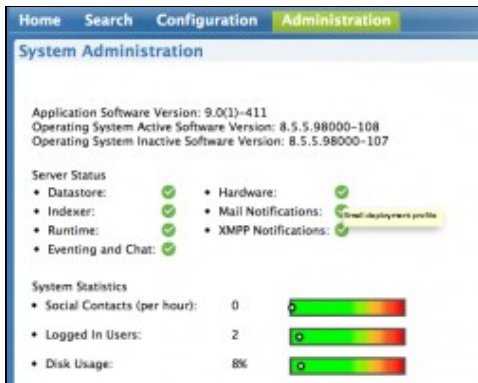 Home Search Configuration Administration
System Administration
Application Software Version: 9.0(1)-411
Operating System Active Software Version: 8.5.5.98000-108
Operating System Inactive Software Version: 8.5.5.98000-107
Server Status
• Datastore: • Hardware:
• Indexer: • Mail Notifications: Small deployment profile
• Runtime: • XMPP Notifications:
• Eventing and Chat:
System Statistics
• Social Contacts (per hour): 0
• Logged In Users: 2
• Disk Usage: 8%